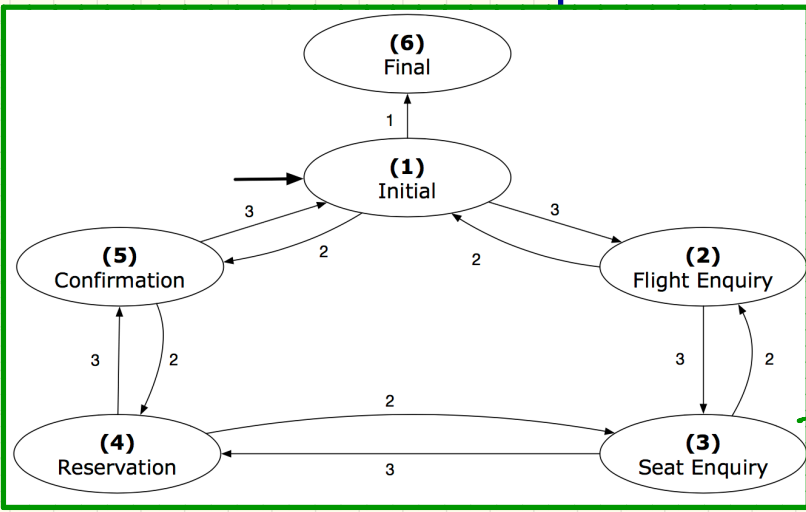 (6)
Final
1
(1)
Initial
3
3
2
2
(5)
Confirmation
(2)
Flight Enquiry
3
2
3
2
2
(4)
Reservation
(3)
Seat Enquiry
3